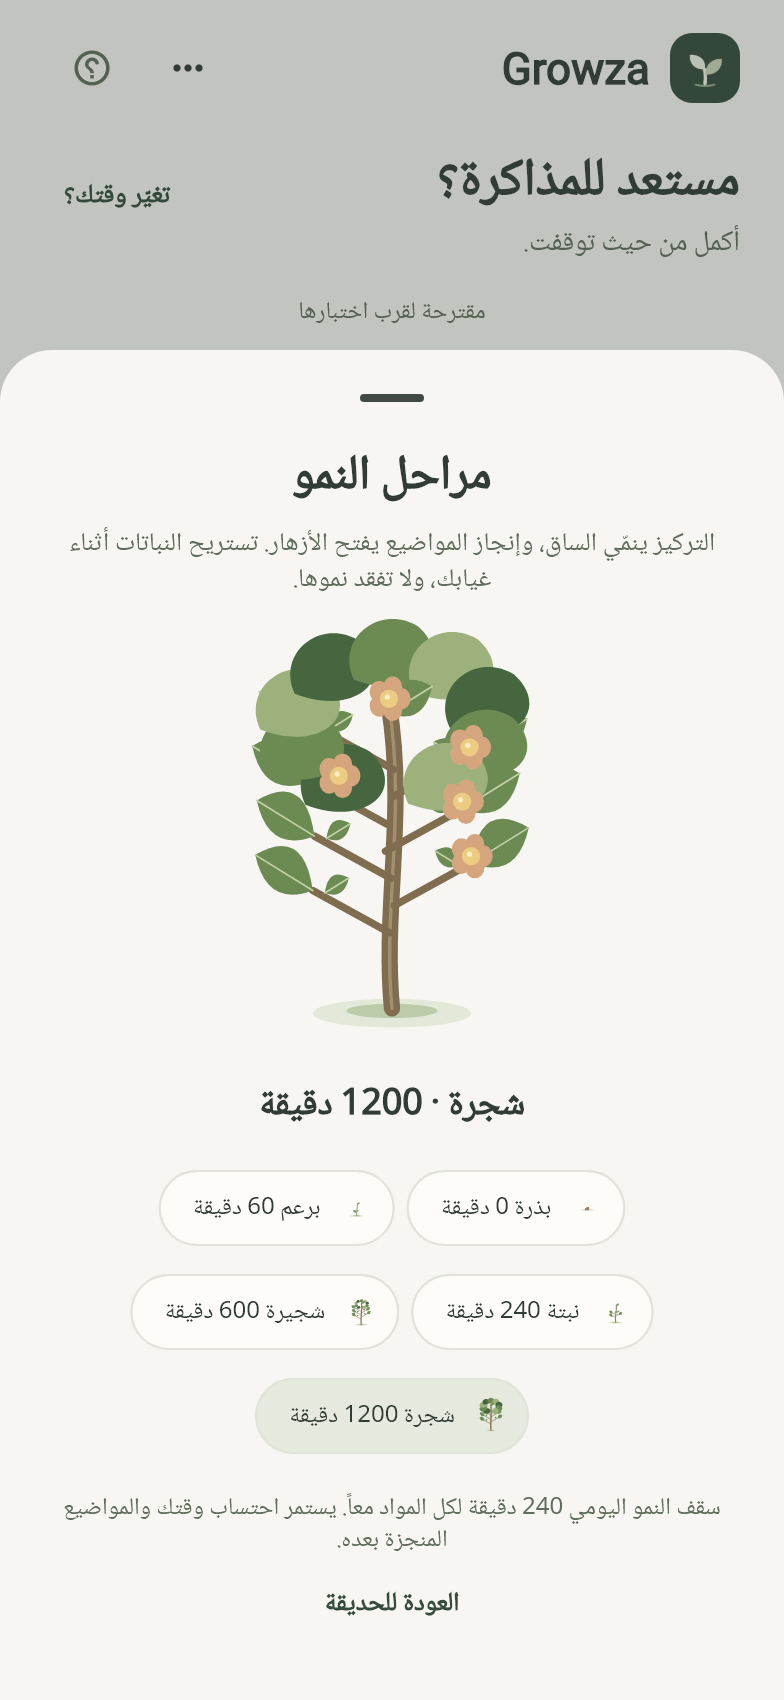 Growza
مستعد للمذاكرة؟
تغيّر وقتك؟
أكمل من حيث توقفت.
مقترحة لقرب اختبارها
مراحل النمو
التركيز ينمّي الساق، وإنجاز المواضيع يفتح الأزهار. تستريح النباتات أثناء
غيابك، ولا تفقد نموها.
شجرة · 1200 دقيقة
بذرة 0 دقيقة
برعم 60 دقيقة
نبتة 240 دقيقة
شجيرة 600 دقيقة
شجرة 1200 دقيقة
سقف النمو اليومي 240 دقيقة لكل المواد معاً. يستمر احتساب وقتك والمواضيع
المنجزة بعده.
العودة للحديقة